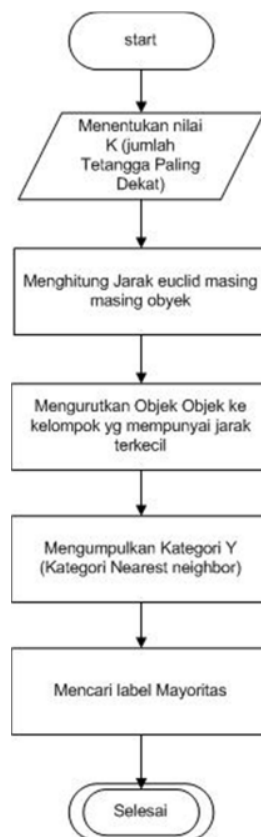 start
Menentukan nilai
K (jumlah
Tetangga Paling
Dekat)
Menghitung Jarak euclid masing
masing obyek
Mengurutkan Objek Objek ke
kelompok yg mempunyai jarak
terkecil
Mengumpulkan Kategori Y
(Kategori Nearest neighbor)
Mencari label Mayoritas
Selesai